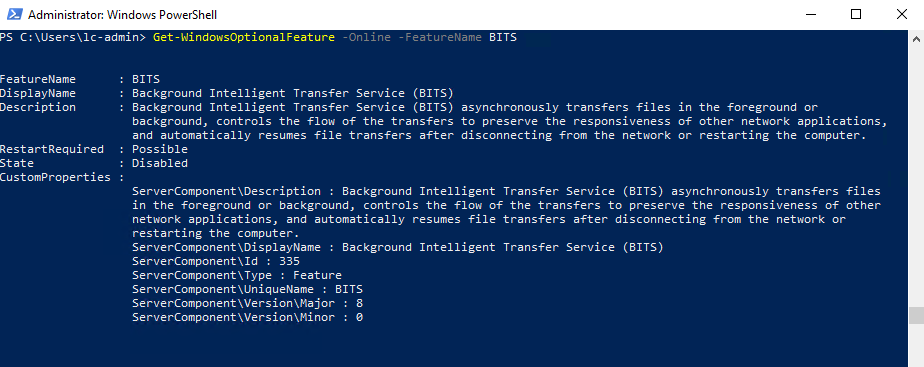 Administrator: Windows PowerShell
PS C:\Users\lc-admin> Get-WindowsOptionalFeature -Online -FeatureName BITS
FeatureName      : BITS
DisplayName      : Background Intelligent Transfer Service (BITS)
Description      : Background Intelligent Transfer Service (BITS) asynchronously transfers files in the foreground or
background, controls the flow of the transfers to preserve the responsiveness of other network applications,
and automatically resumes file transfers after disconnecting from the network or restarting the computer.
RestartRequired  : Possible
State            : Disabled
CustomProperties :
ServerComponent\Description : Background Intelligent Transfer Service (BITS) asynchronously transfers files
in the foreground or background, controls the flow of the transfers to preserve the responsiveness of other
network applications, and automatically resumes file transfers after disconnecting from the network or
restarting the computer.
ServerComponent\DisplayName : Background Intelligent Transfer Service (BITS)
ServerComponent\Id : 335
ServerComponent\Type : Feature
ServerComponent\UniqueName : BITS
ServerComponent\Version\Major : 8
ServerComponent\Version\Minor : 0